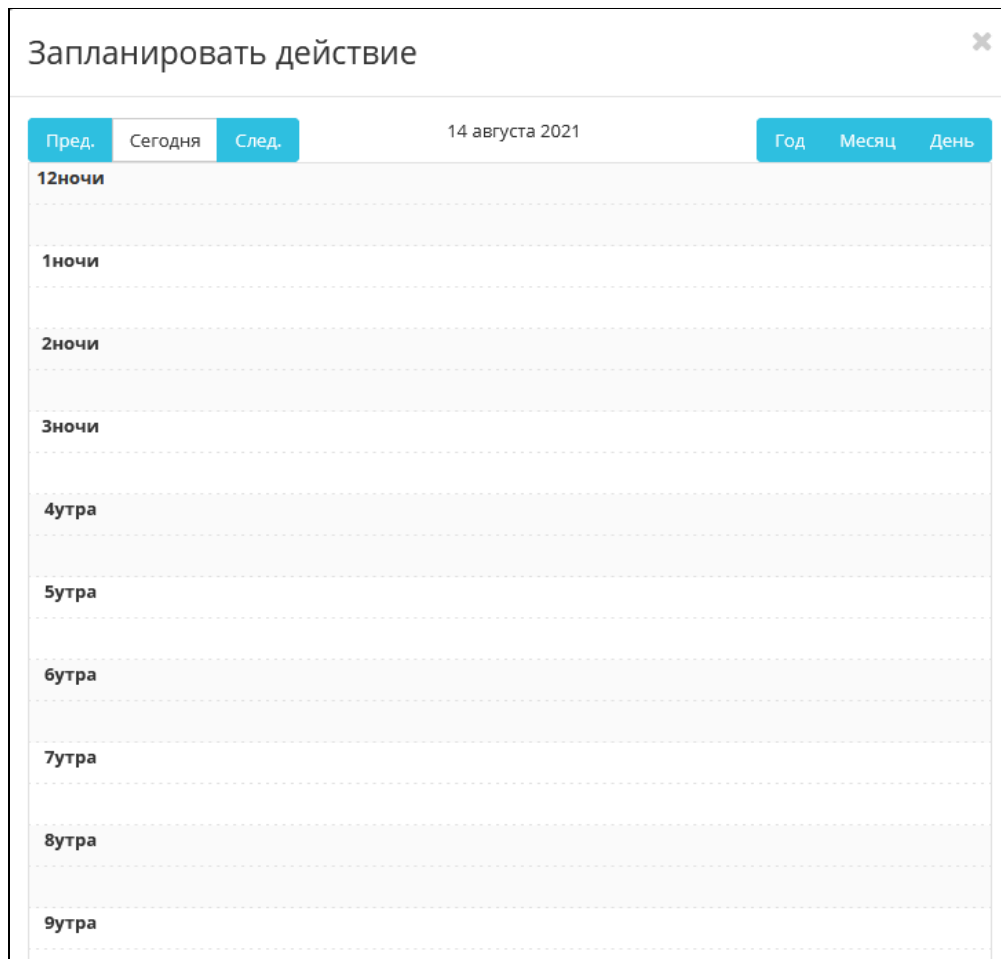 Запланировать действие
Пред. Сегодня След. 14 августа 2021 Год Месяц День
12ночи
1ночи
2ночи
3ночи
4утра
5утра
6утра
7утра
8утра
9утра